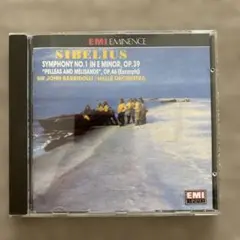 EMI EMINENCE
SIBELIUS
SYMPHONY NO.1 IN E MINOR, OP.39
"PELLEAS AND MELISANDE", OP.46 (Excerpts)
SIR JOHN BARBIROLLI · HALLÉ ORCHESTRA
EMI